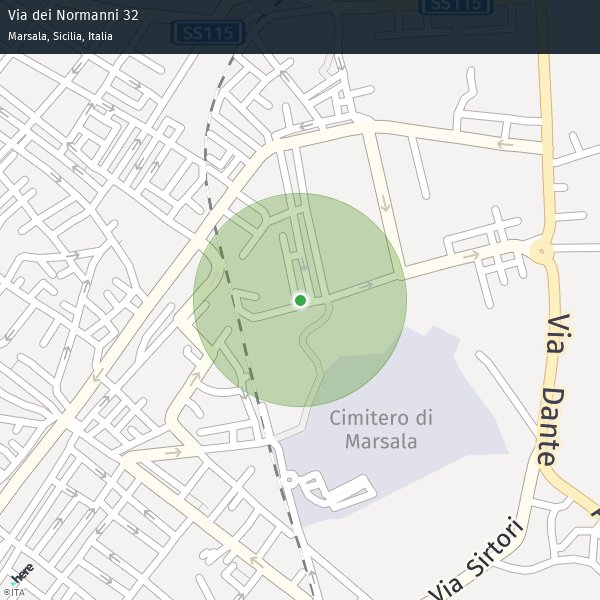 Via dei Normanni 32
Marsala, Sicilia, Italia
SS115
SS115
Via Dante
Cimitero di
Marsala
Via Sirtori
here
©ITA